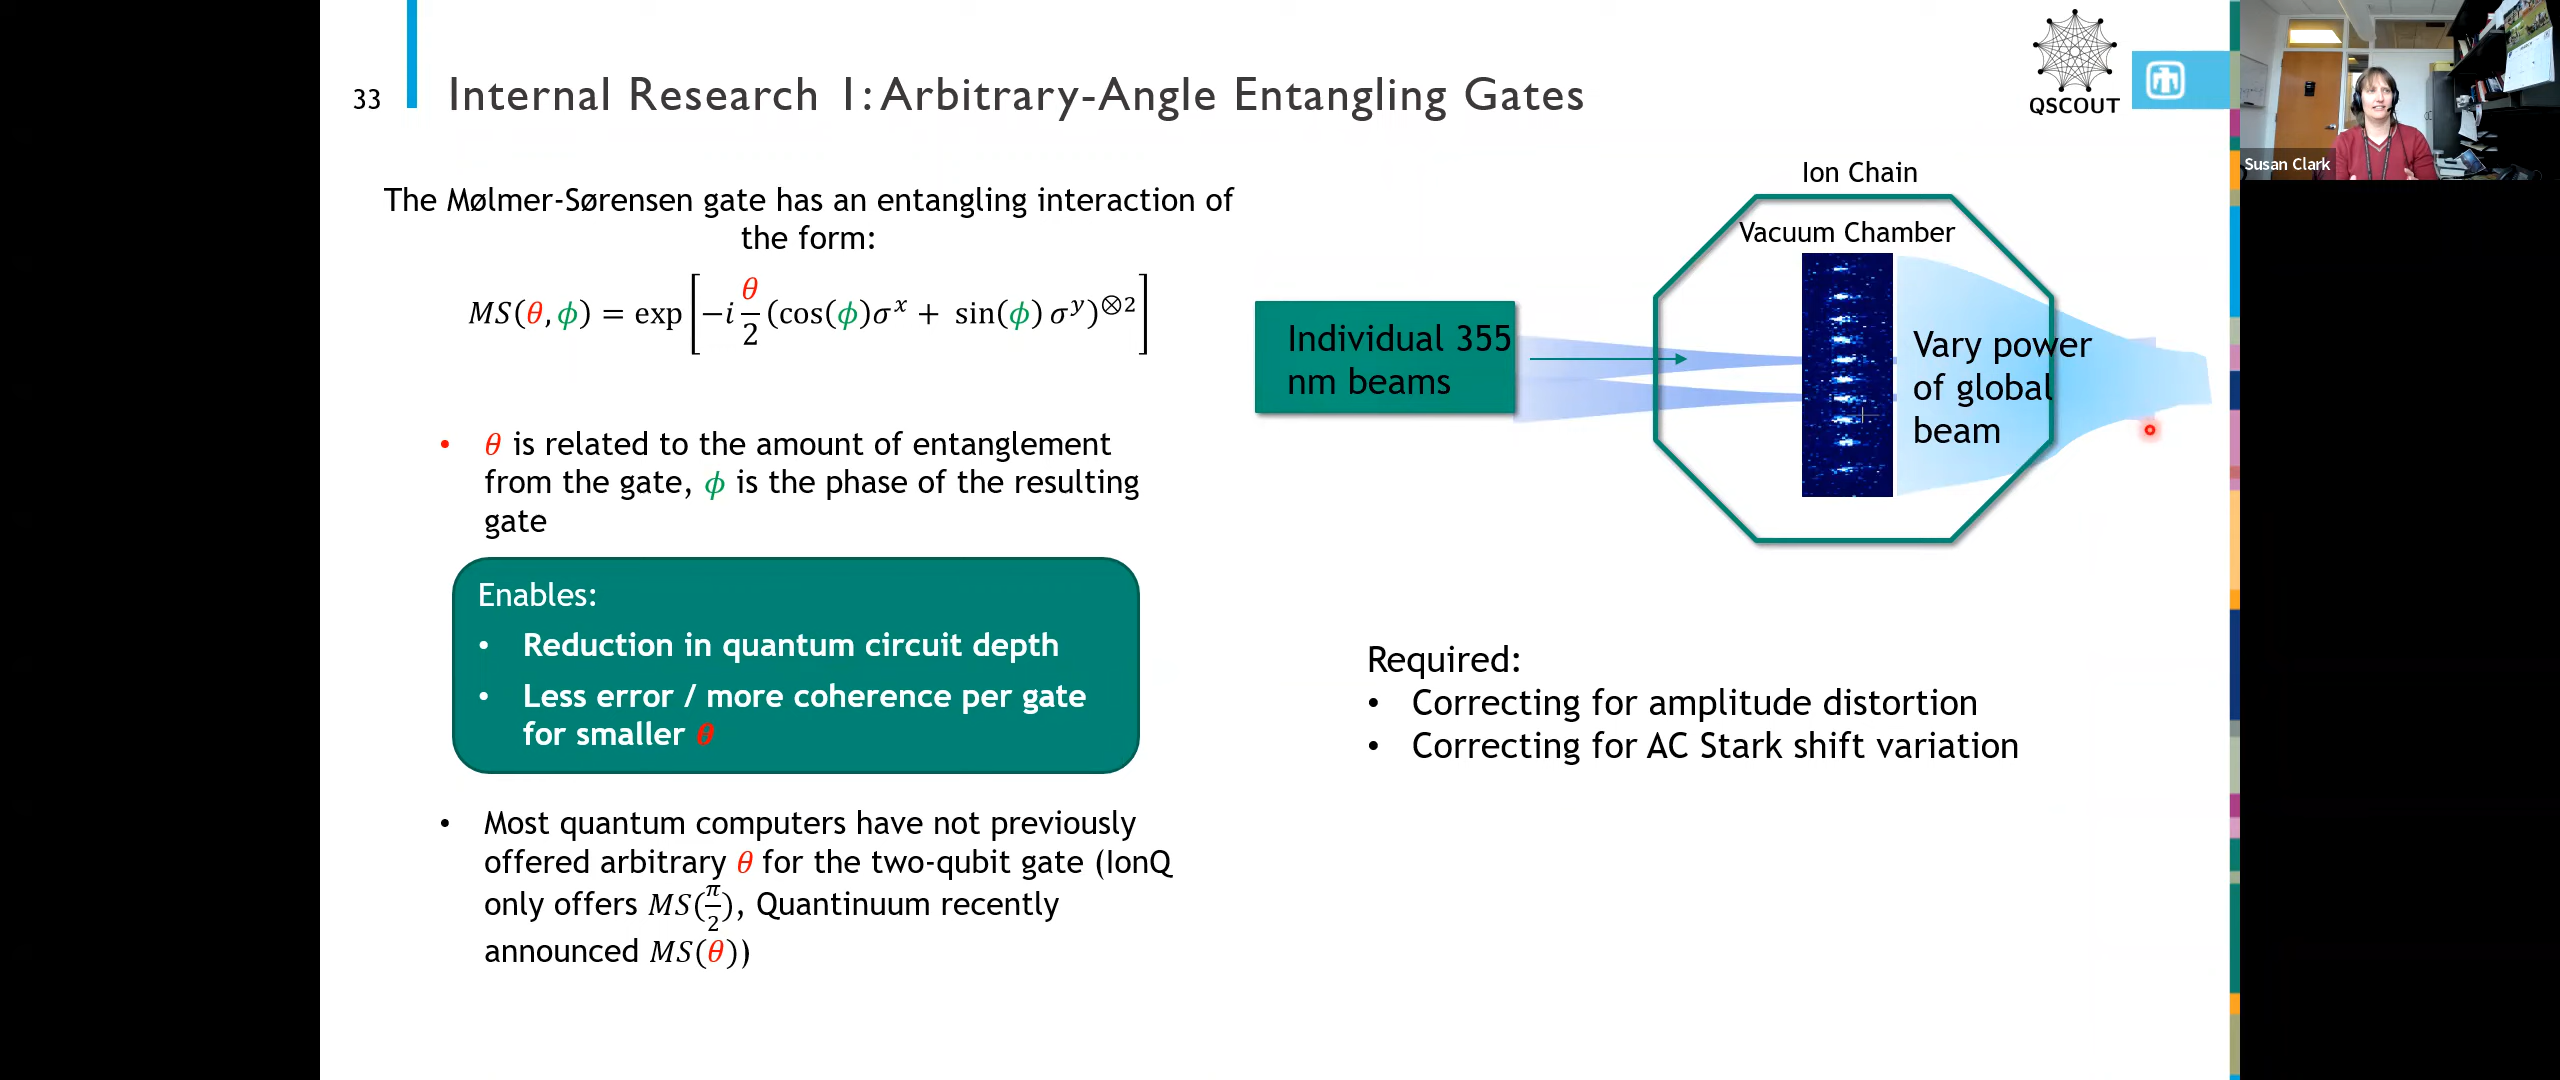 33
Internal Research 1: Arbitrary-Angle Entangling Gates
QSCOUT
Susan Clark
The Mølmer-Sørensen gate has an entangling interaction of
the form:
MS(θ, ϕ) = exp[−i θ/2 (cos(ϕ)σ^x + sin(ϕ) σ^y)^⊗2]
• θ is related to the amount of entanglement
from the gate, ϕ is the phase of the resulting
gate
Enables:
• Reduction in quantum circuit depth
• Less error / more coherence per gate
for smaller θ
• Most quantum computers have not previously
offered arbitrary θ for the two-qubit gate (IonQ
only offers MS(π/2), Quantinuum recently
announced MS(θ))
Ion Chain
Vacuum Chamber
Individual 355
nm beams
Vary power
of global
beam
Required:
• Correcting for amplitude distortion
• Correcting for AC Stark shift variation